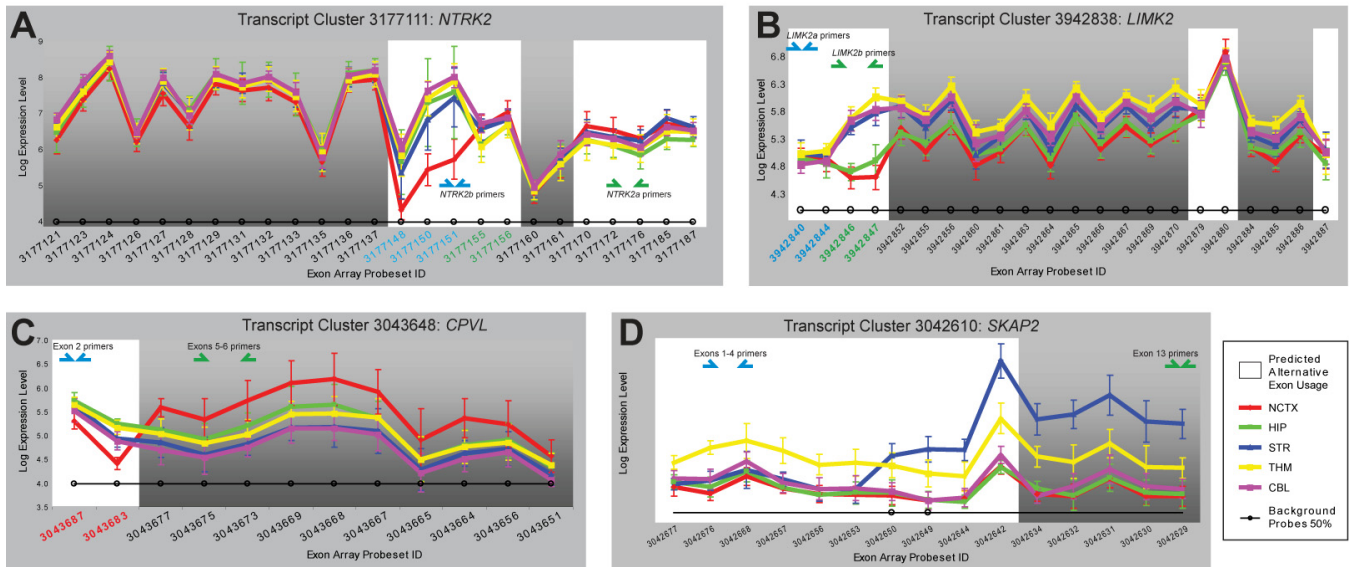 A
Transcript Cluster 3177111: NTRK2
Log Expression Level
9
8
7
6
5
4
NTRK2b primers
NTRK2a primers
3177121
3177123
3177124
3177126
3177127
3177128
3177129
3177131
3177132
3177133
3177135
3177136
3177137
3177148
3177150
3177151
3177155
3177156
3177160
3177161
3177170
3177172
3177176
3177185
3177187
Exon Array Probeset ID
B
Transcript Cluster 3942838: LIMK2
Log Expression Level
6.8
6.3
5.8
5.3
4.8
4.3
LIMK2a primers
LIMK2b primers
3942840
3942844
3942846
3942847
3942852
3942855
3942856
3942860
3942861
3942863
3942864
3942865
3942866
3942867
3942869
3942870
3942879
3942880
3942884
3942885
3942886
3942887
Exon Array Probeset ID
C
Transcript Cluster 3043648: CPVL
Log Expression Level
7.0
6.5
6.0
5.5
5.0
4.5
4.0
3.5
Exon 2 primers
Exons 5-6 primers
3043687
3043683
3043677
3043675
3043673
3043669
3043668
3043667
3043665
3043664
3043656
3043651
Exon Array Probeset ID
D
Transcript Cluster 3042610: SKAP2
Log Expression Level
Exons 1-4 primers
Exon 13 primers
3042677
3042676
3042668
3042657
3042656
3042653
3042650
3042649
3042644
3042642
3042634
3042632
3042631
3042630
3042629
Exon Array Probeset ID
Predicted
Alternative
Exon Usage
NCTX
HIP
STR
THM
CBL
Background
Probes 50%